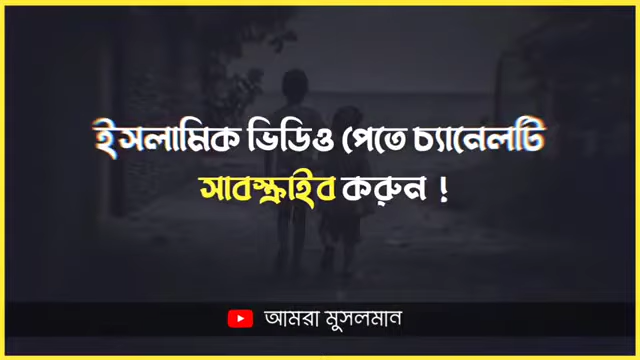 ইসলামিক ভিডিও পেতে চ্যানেলটি
সাবস্ক্রাইব করুন !
আমরা মুসলমান